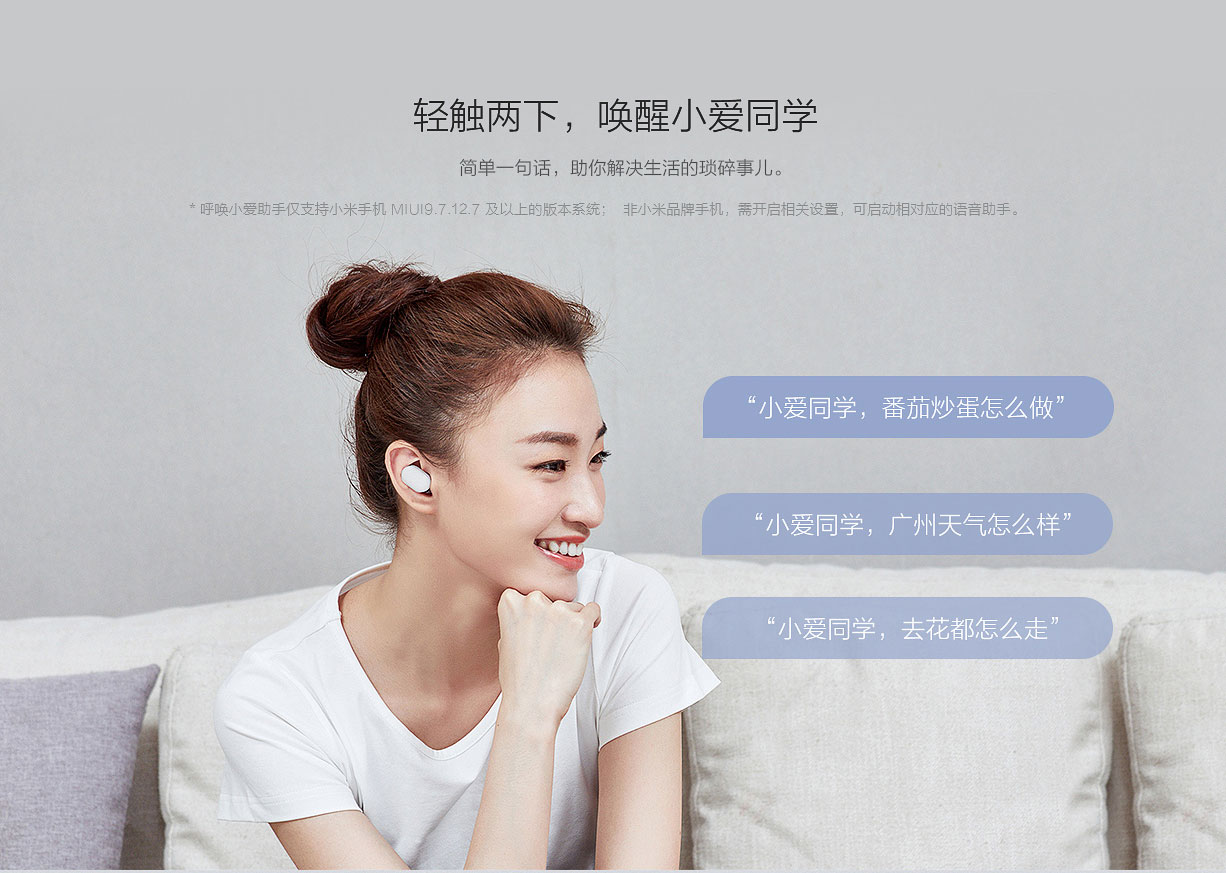 轻触两下，唤醒小爱同学
简单一句话，助你解决生活的琐碎事儿。
* 呼唤小爱助手仅支持小米手机 MIUI9.7.12.7 及以上的版本系统； 非小米品牌手机，需开启相关设置，可启动相对应的语音助手。
“小爱同学，番茄炒蛋怎么做”
“小爱同学，广州天气怎么样”
“小爱同学，去花都怎么走”